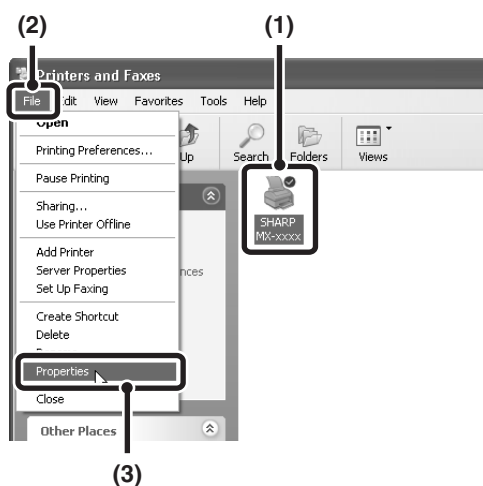 (2)
(1)
Printers and Faxes
File Edit View Favorites Tools Help
Open
Printing Preferences...
Up
Search
Folders
Views
Pause Printing
Sharing...
Use Printer Offline
SHARP
MX-xxxx
Add Printer
Server Properties
nces
Set Up Faxing
Create Shortcut
Delete
Properties
Close
Other Places
(3)